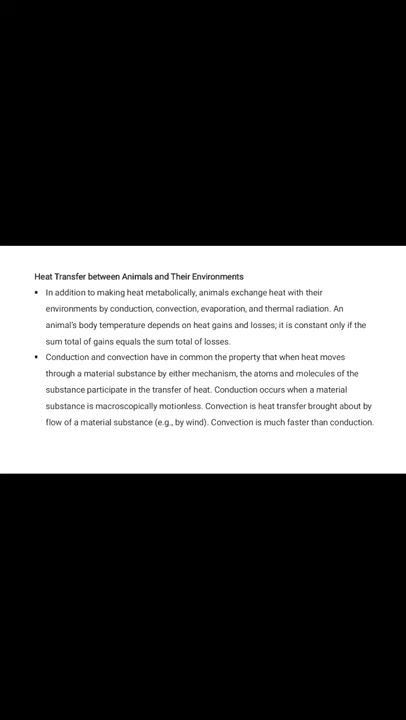 Heat Transfer between Animals and Their Environments
• In addition to making heat metabolically, animals exchange heat with their
environments by conduction, convection, evaporation, and thermal radiation. An
animal's body temperature depends on heat gains and losses; it is constant only if the
sum total of gains equals the sum total of losses.
• Conduction and convection have in common the property that when heat moves
through a material substance by either mechanism, the atoms and molecules of the
substance participate in the transfer of heat. Conduction occurs when a material
substance is macroscopically motionless. Convection is heat transfer brought about by
flow of a material substance (e.g., by wind). Convection is much faster than conduction.